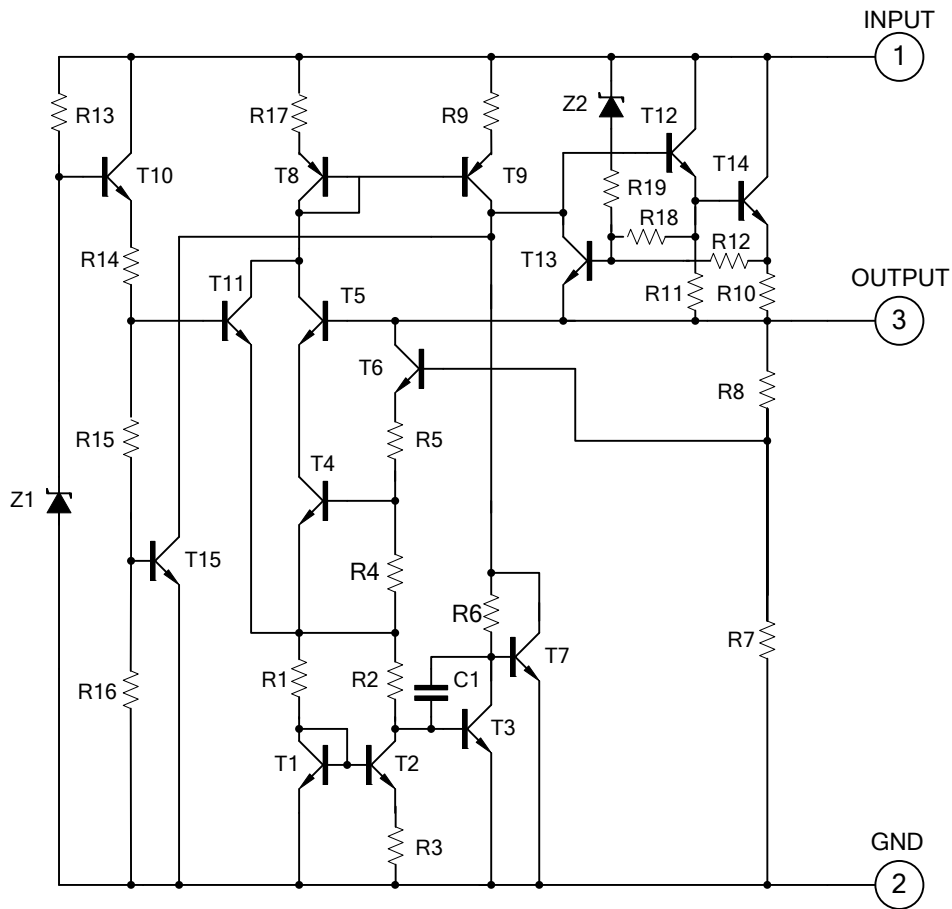 INPUT
1
R13
R17
R9
Z2
T12
T10
T8
T9
T14
R19
R18
R12
R14
T11
T13
R11
R10
T5
OUTPUT
3
T6
R8
R15
R5
T4
Z1
T15
R4
R6
R7
T7
R16
R1
R2
C1
T3
T1
T2
R3
GND
2